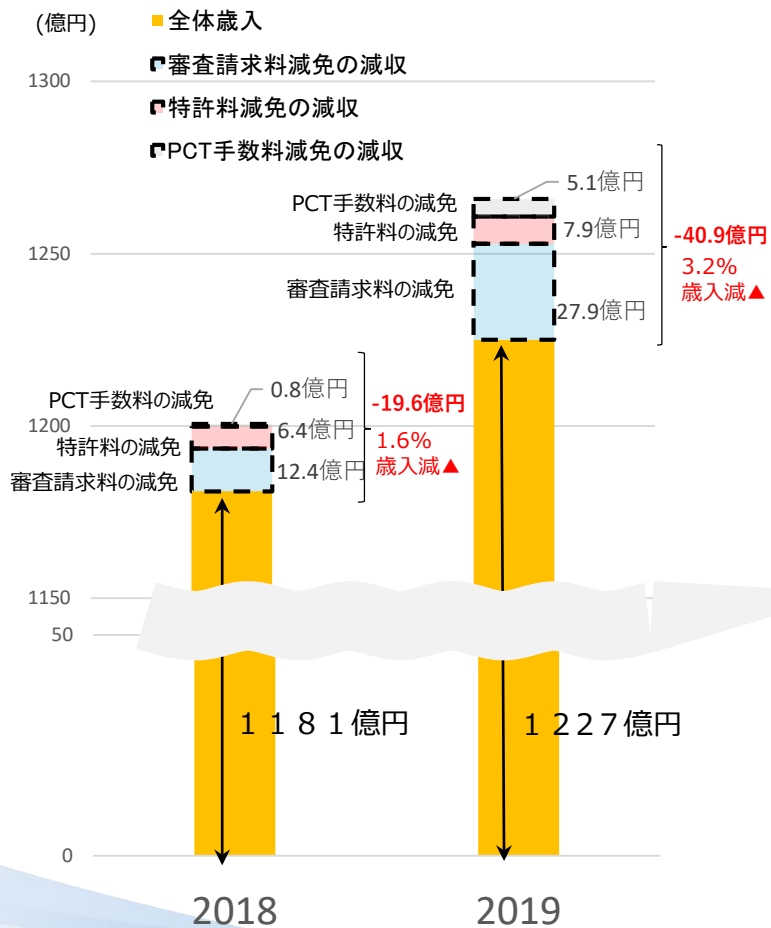 (億円)
全体歳入
審査請求料減免の減収
特許料減免の減収
PCT手数料減免の減収
1300
1250
1200
1150
50
0
PCT手数料の減免
5.1億円
特許料の減免
7.9億円
審査請求料の減免
27.9億円
-40.9億円
3.2%
歳入減▲
PCT手数料の減免
0.8億円
特許料の減免
6.4億円
審査請求料の減免
12.4億円
-19.6億円
1.6%
歳入減▲
1181億円
1227億円
2018
2019